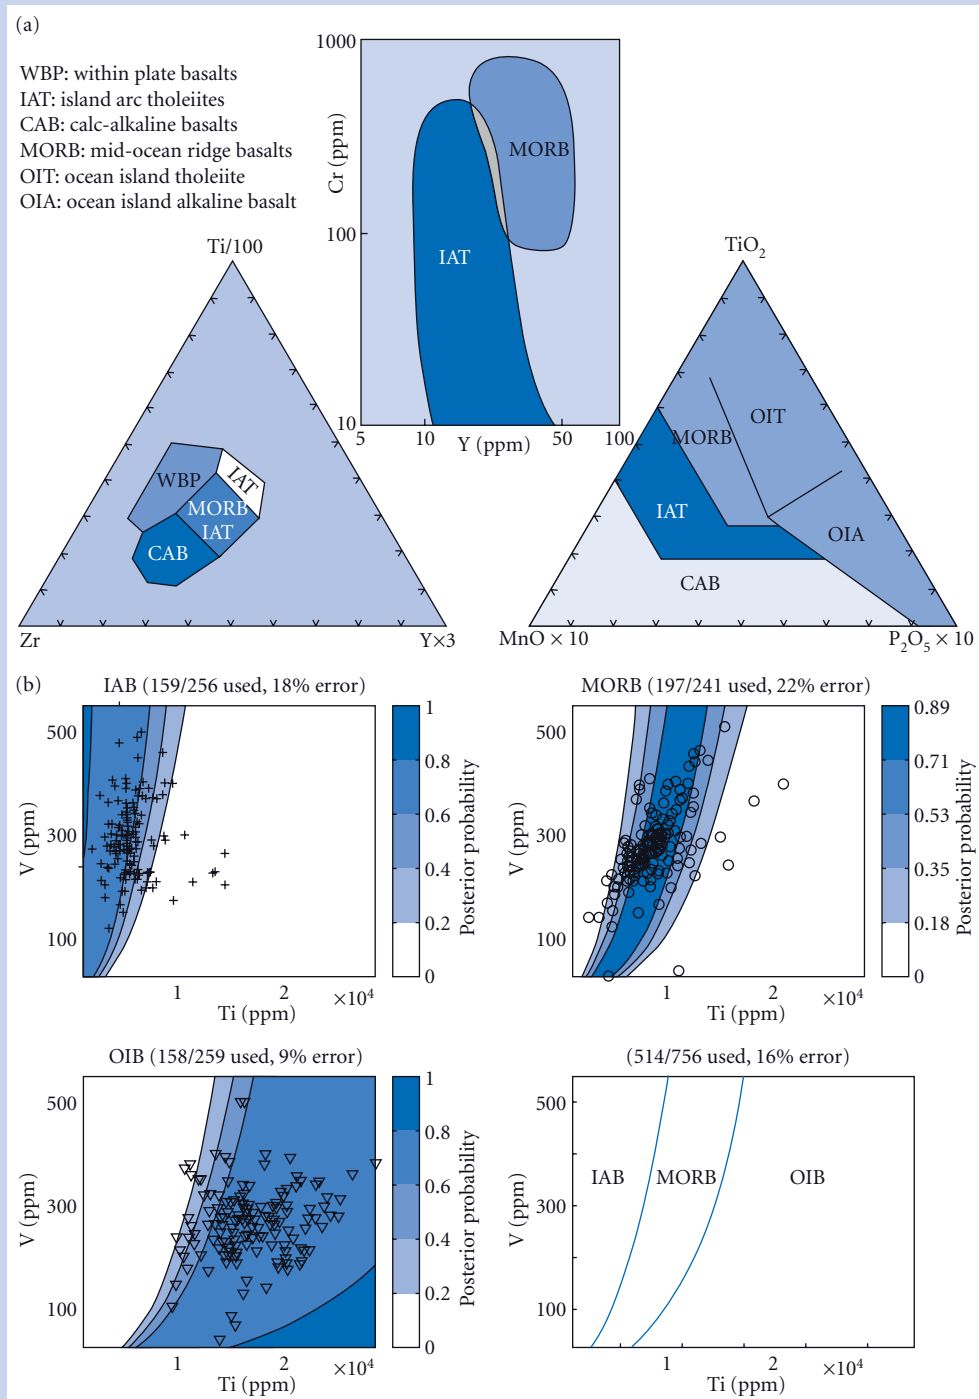 (a)
WBP: within plate basalts
IAT: island arc tholeiites
CAB: calc-alkaline basalts
MORB: mid-ocean ridge basalts
OIT: ocean island tholeiite
OIA: ocean island alkaline basalt
1000
100
10
Cr (ppm)
MORB
IAT
5 10 50 100
Y (ppm)
Ti/100
WBP
IAT
MORB
IAT
CAB
Zr
Y×3
TiO₂
OIT
MORB
IAT
OIA
CAB
MnO × 10
P₂O₅ × 10
(b)
IAB (159/256 used, 18% error)
500
300
100
V (ppm)
1 2 ×10⁴
Ti (ppm)
1
0.8
0.6
0.4
0.2
0
Posterior probability
MORB (197/241 used, 22% error)
500
300
100
V (ppm)
1 2 ×10⁴
Ti (ppm)
0.89
0.71
0.53
0.35
0.18
0
Posterior probability
OIB (158/259 used, 9% error)
500
300
100
V (ppm)
1 2 ×10⁴
Ti (ppm)
1
0.8
0.6
0.4
0.2
0
Posterior probability
(514/756 used, 16% error)
500
300
100
V (ppm)
IAB MORB OIB
1 2 ×10⁴
Ti (ppm)